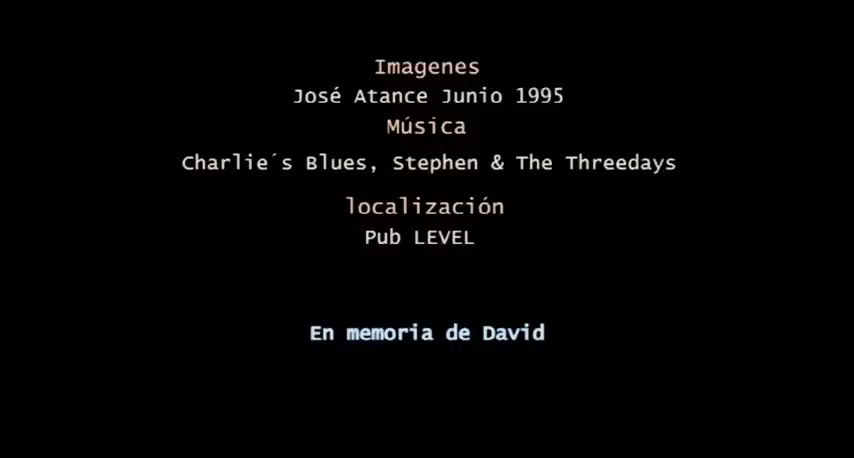 Imagenes
José Atance Junio 1995
Música
Charlie´s Blues, Stephen & The Threedays
localización
Pub LEVEL
En memoria de David